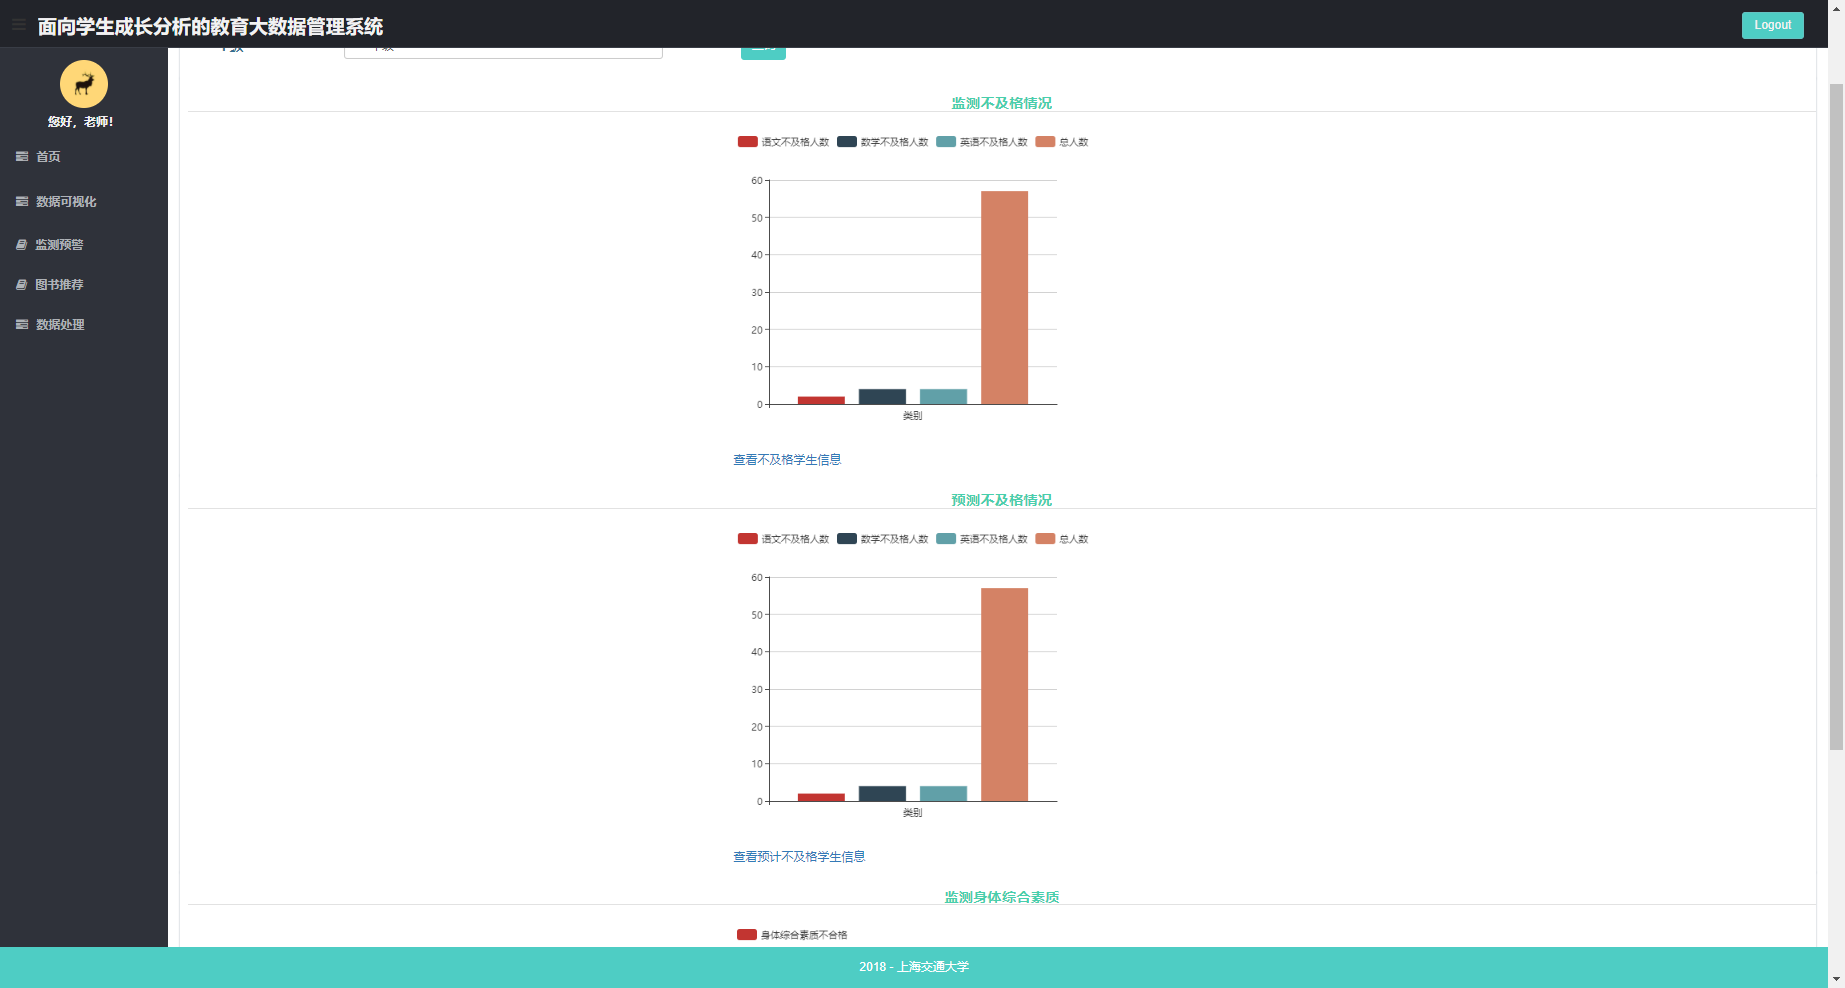 面向学生成长分析的教育大数据管理系统
Logout
您好，老师!
首页
数据可视化
监测预警
图书推荐
数据处理
监测不及格情况
语文不及格人数 数学不及格人数 英语不及格人数 总人数
60
50
40
30
20
10
0
类别
查看不及格学生信息
预测不及格情况
语文不及格人数 数学不及格人数 英语不及格人数 总人数
60
50
40
30
20
10
0
类别
查看预计不及格学生信息
监测身体综合素质
身体综合素质不合格
2018 - 上海交通大学